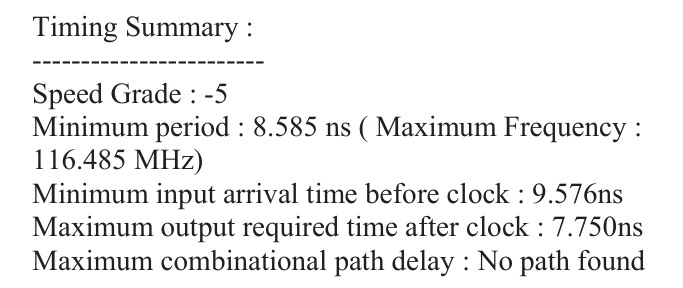 Timing Summary :
------------------------
Speed Grade : -5
Minimum period : 8.585 ns ( Maximum Frequency :
116.485 MHz)
Minimum input arrival time before clock : 9.576ns
Maximum output required time after clock : 7.750ns
Maximum combinational path delay : No path found